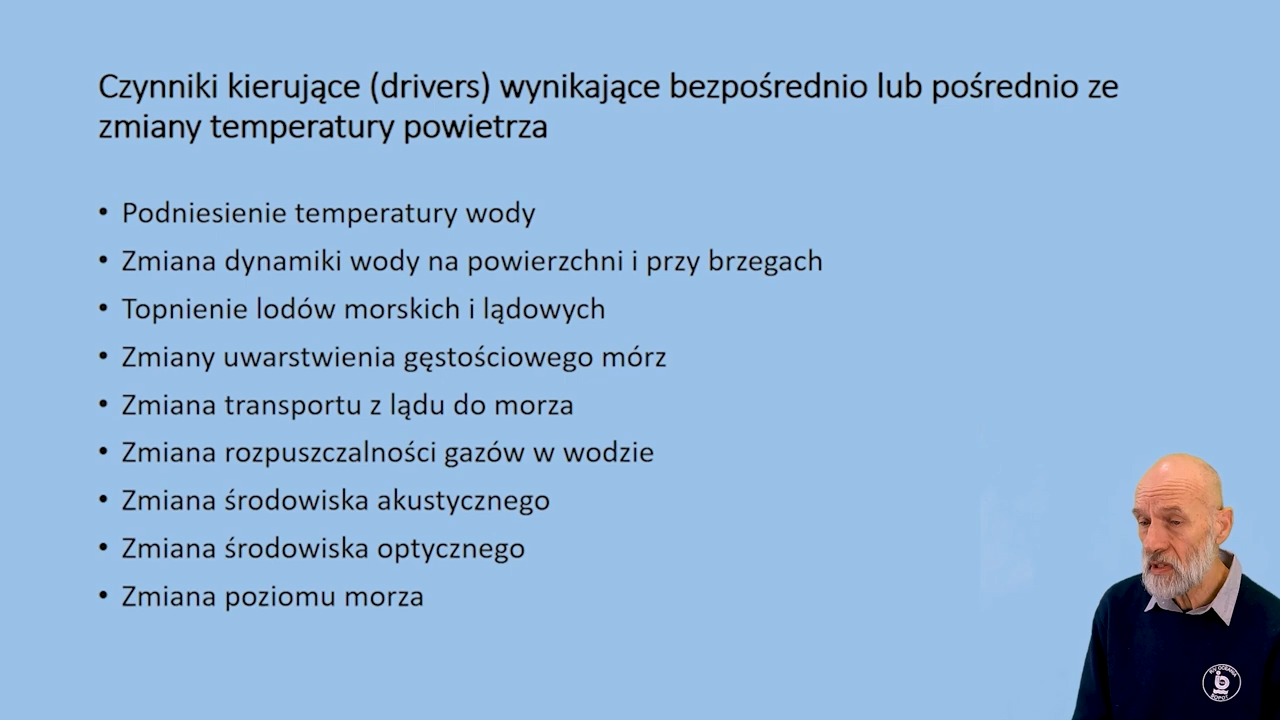 Czynniki kierujące (drivers) wynikające bezpośrednio lub pośrednio ze
zmiany temperatury powietrza
• Podniesienie temperatury wody
• Zmiana dynamiki wody na powierzchni i przy brzegach
• Topnienie lodów morskich i lądowych
• Zmiany uwarstwienia gęstościowego mórz
• Zmiana transportu z lądu do morza
• Zmiana rozpuszczalności gazów w wodzie
• Zmiana środowiska akustycznego
• Zmiana środowiska optycznego
• Zmiana poziomu morza
SOPOT